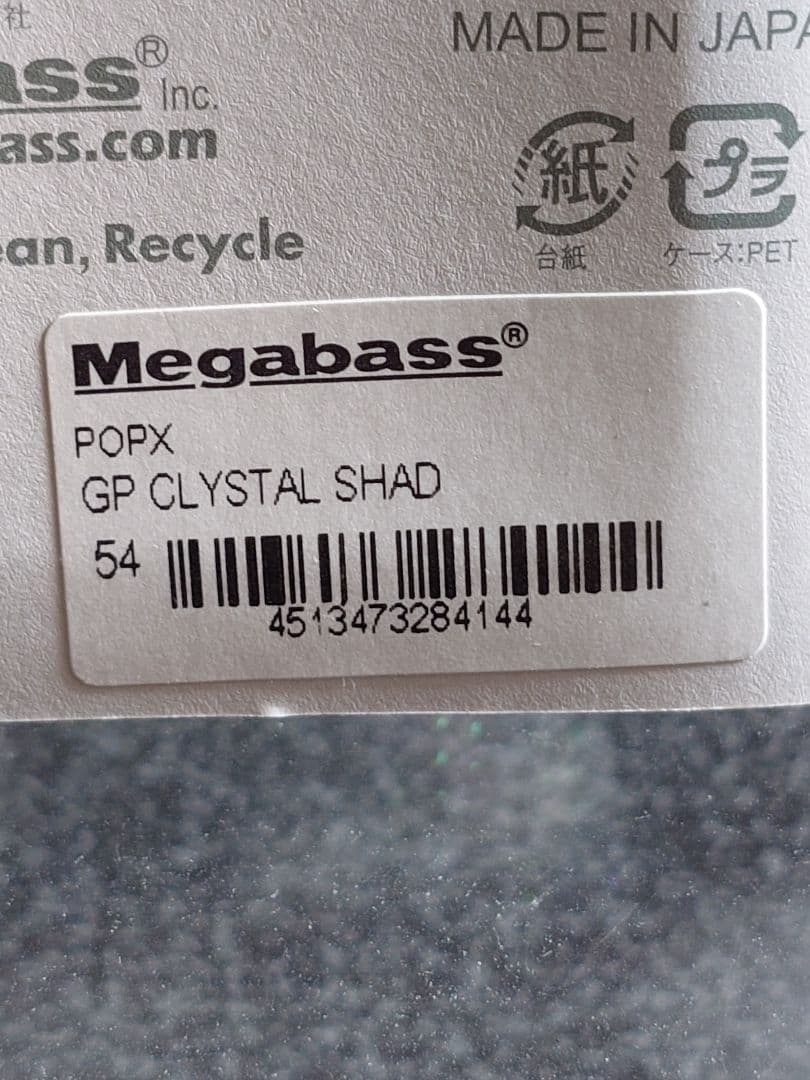 社
MADE IN JAPA
ass® Inc.
ass.com
紙
プラ
an, Recycle
台紙
ケース:PET
Megabass®
POPX
GP CLYSTAL SHAD
54
4513473284144